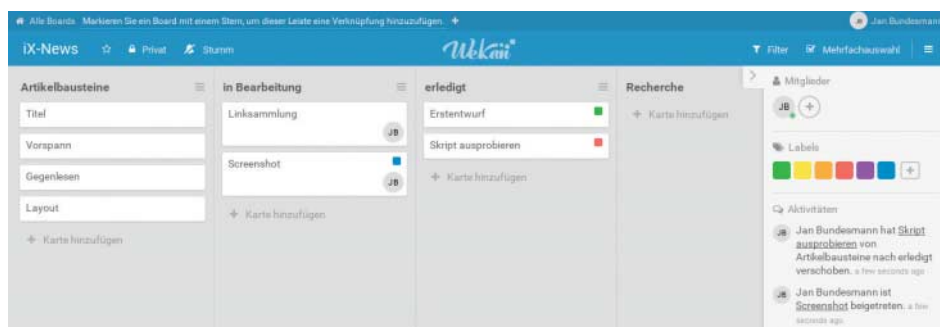 Alle Boards Markieren Sie ein Board mit einem Stern, um dieser Leiste eine Verknüpfung hinzuzufügen. +
Jan Bundesmann
iX-News Privat Stumm
Wekan
Filter Mehrfachauswahl
Artikelbausteine
Titel
Vorspann
Gegenlesen
Layout
+ Karte hinzufügen
in Bearbeitung
Linksammlung
JB
Screenshot
JB
+ Karte hinzufügen
erledigt
Erstentwurf
Skript ausprobieren
+ Karte hinzufügen
Recherche
+ Karte hinzufügen
Mitglieder
JB +
Labels
+
Aktivitäten
JB Jan Bundesmann hat Skript
ausprobieren von
Artikelbausteine nach erledigt
verschoben. a few seconds ago
JB Jan Bundesmann ist
Screenshot beigetreten. a few
seconds ago